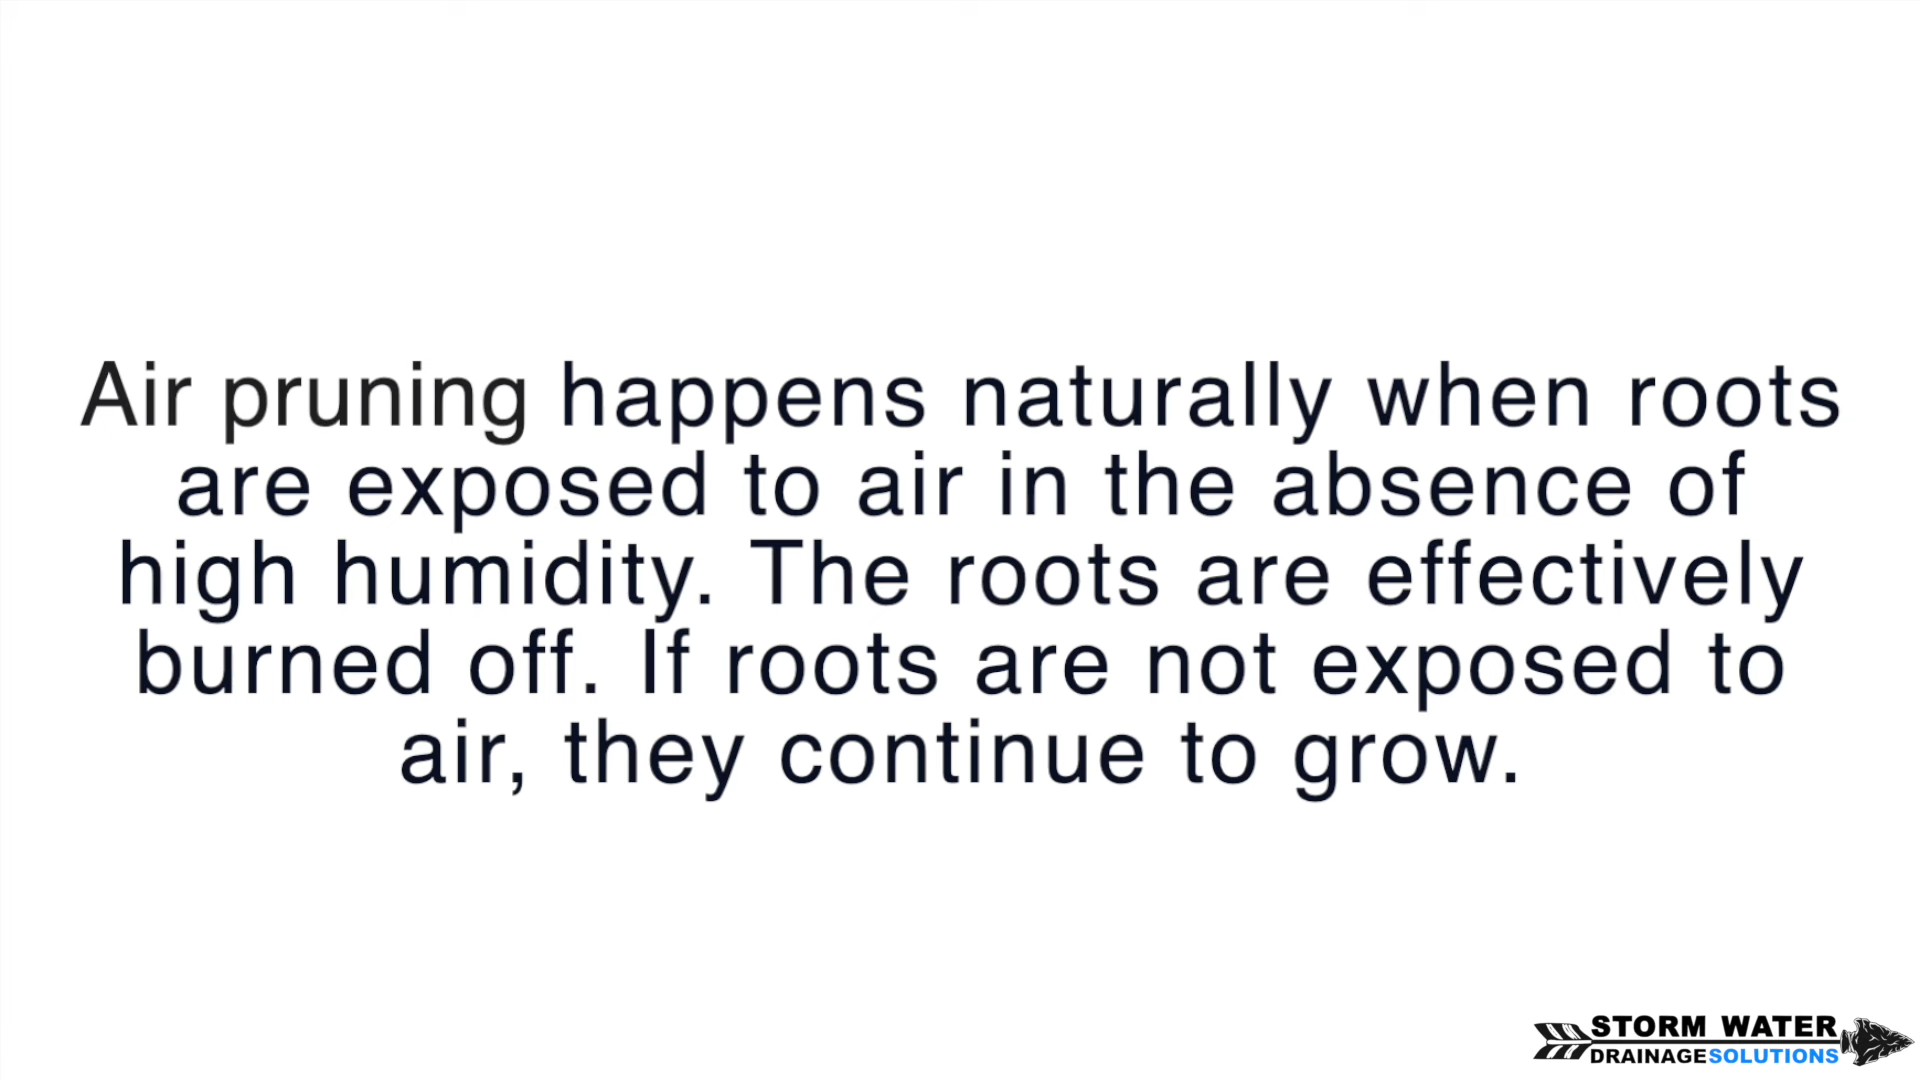 Air pruning happens naturally when roots
are exposed to air in the absence of
high humidity. The roots are effectively
burned off. If roots are not exposed to
air, they continue to grow.
STORM WATER
DRAINAGESOLUTIONS